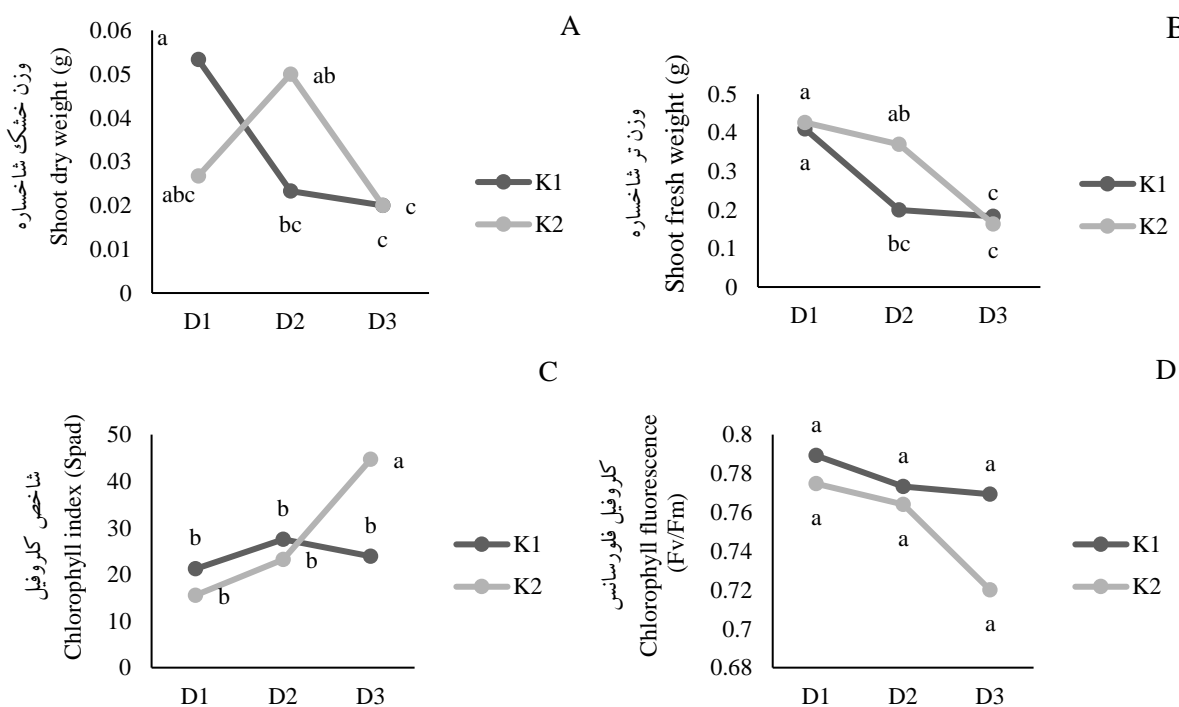 A
وزن خشک شاخساره
Shoot dry weight (g)
0.06
0.05
0.04
0.03
0.02
0.01
0
a
ab
abc
bc
c
c
D1 D2 D3
K1
K2
B
وزن تر شاخساره
Shoot fresh weight (g)
0.5
0.4
0.3
0.2
0.1
0
a
ab
a
c
bc
c
D1 D2 D3
K1
K2
C
شاخص کلروفیل
Chlorophyll index (Spad)
50
40
30
20
10
0
a
b
b
b
b
b
D1 D2 D3
K1
K2
D
کلروفیل فلورسانس
Chlorophyll fluorescence
(Fv/Fm)
0.8
0.78
0.76
0.74
0.72
0.7
0.68
a
a
a
a
a
a
D1 D2 D3
K1
K2